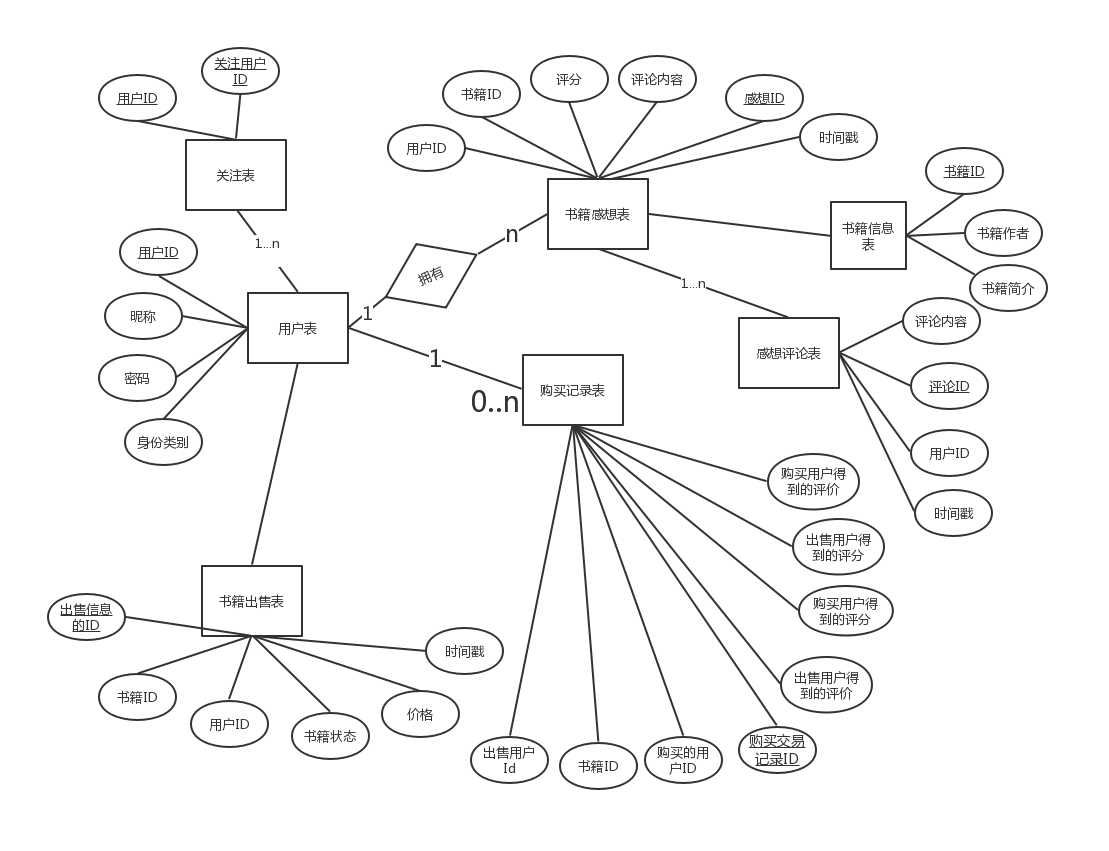 关注用户
ID
用户ID
关注表
1...n
用户ID
昵称
密码
身份类别
用户表
1
拥有
n
书籍ID
评分
评论内容
感想ID
用户ID
时间戳
书籍感想表
书籍ID
书籍信息
表
书籍作者
书籍简介
1...n
感想评论表
评论内容
评论ID
用户ID
时间戳
1
0..n
购买记录表
购买用户得
到的评价
出售用户得
到的评分
购买用户得
到的评分
出售用户得
到的评价
购买交易
记录ID
购买的用
户ID
书籍ID
出售用户
Id
书籍出售表
出售信息
的ID
书籍ID
用户ID
书籍状态
价格
时间戳